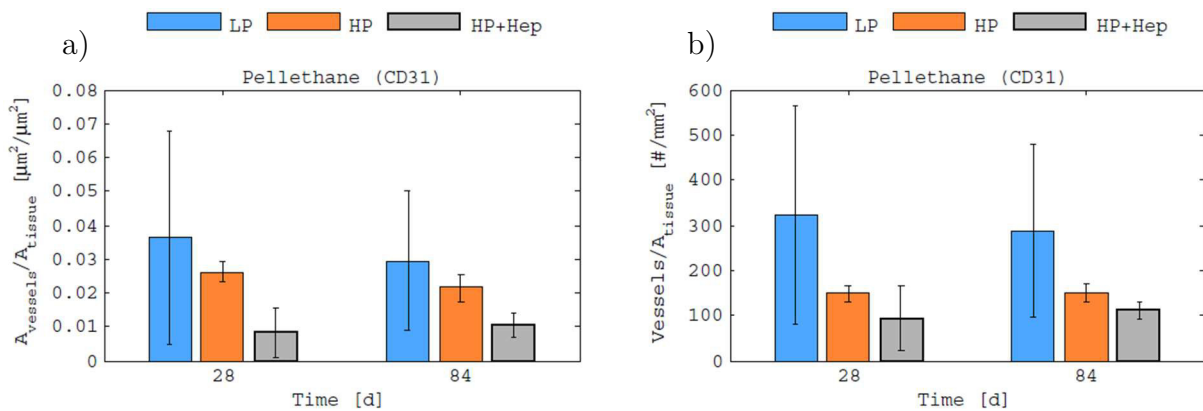 LP HP HP+Hep
a)
Pellethane (CD31)
A_vessels/A_tissue [μm²/μm²]
0.08
0.07
0.06
0.05
0.04
0.03
0.02
0.01
0
28 84
Time [d]
LP HP HP+Hep
b)
Pellethane (CD31)
Vessels/A_tissue [#/mm²]
600
500
400
300
200
100
0
28 84
Time [d]